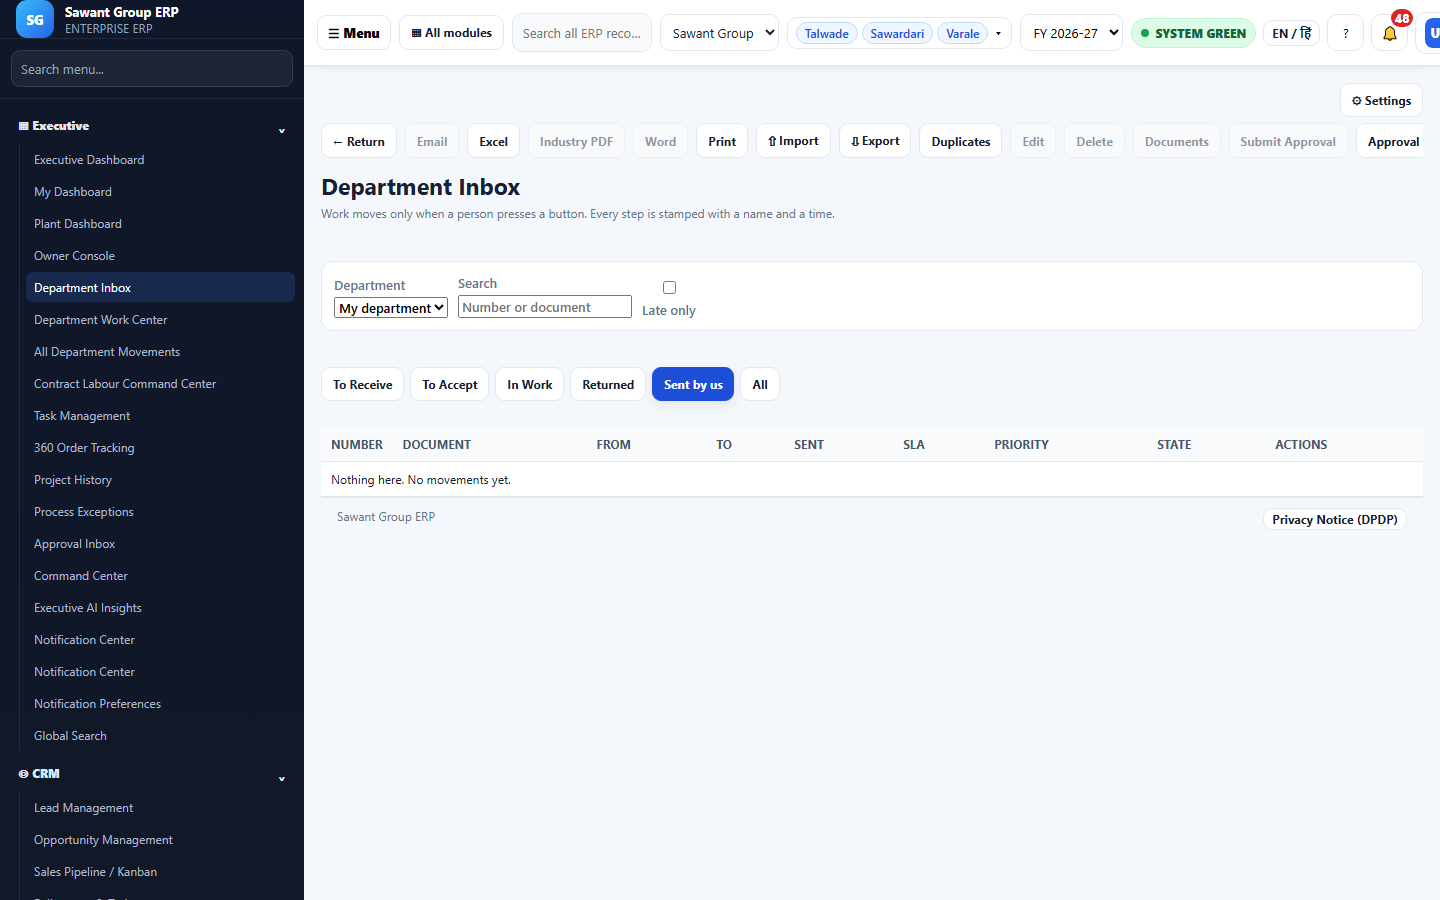 SG
Sawant Group ERP
ENTERPRISE ERP
Search menu...
Executive
Executive Dashboard
My Dashboard
Plant Dashboard
Owner Console
Department Inbox
Department Work Center
All Department Movements
Contract Labour Command Center
Task Management
360 Order Tracking
Project History
Process Exceptions
Approval Inbox
Command Center
Executive AI Insights
Notification Center
Notification Center
Notification Preferences
Global Search
CRM
Lead Management
Opportunity Management
Sales Pipeline / Kanban
☰ Menu
All modules
Search all ERP reco...
Sawant Group
Talwade Sawardari Varale
FY 2026-27
SYSTEM GREEN
EN / हिं
?
48
U
⚙ Settings
← Return
Email
Excel
Industry PDF
Word
Print
⇧ Import
⇩ Export
Duplicates
Edit
Delete
Documents
Submit Approval
Approval
Department Inbox
Work moves only when a person presses a button. Every step is stamped with a name and a time.
Department
My department
Search
Number or document
Late only
To Receive
To Accept
In Work
Returned
Sent by us
All
NUMBER DOCUMENT FROM TO SENT SLA PRIORITY STATE ACTIONS
Nothing here. No movements yet.
Sawant Group ERP
Privacy Notice (DPDP)